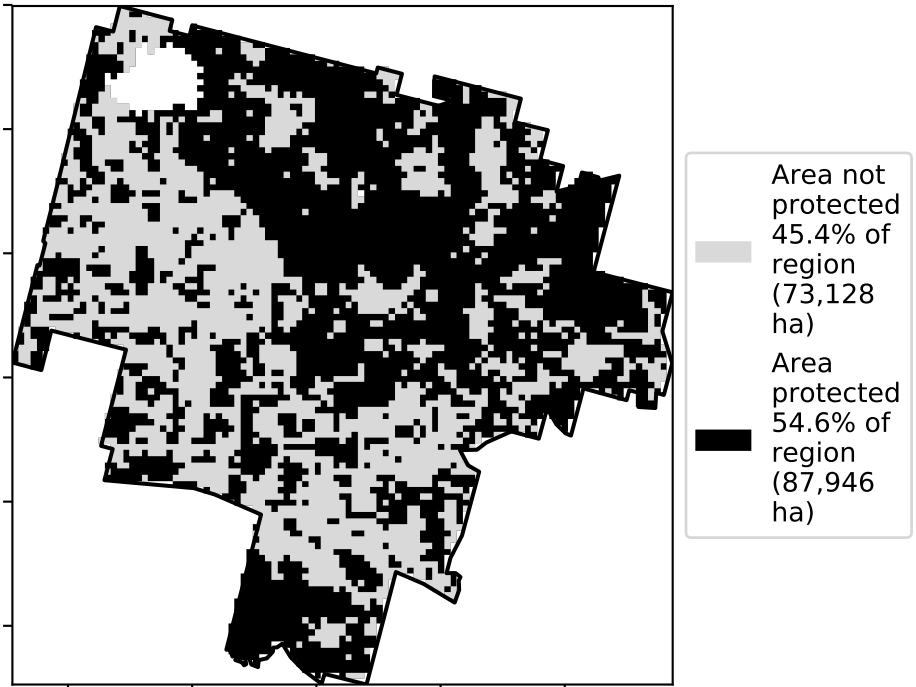 Area not
protected
45.4% of
region
(73,128
ha)
Area
protected
54.6% of
region
(87,946
ha)